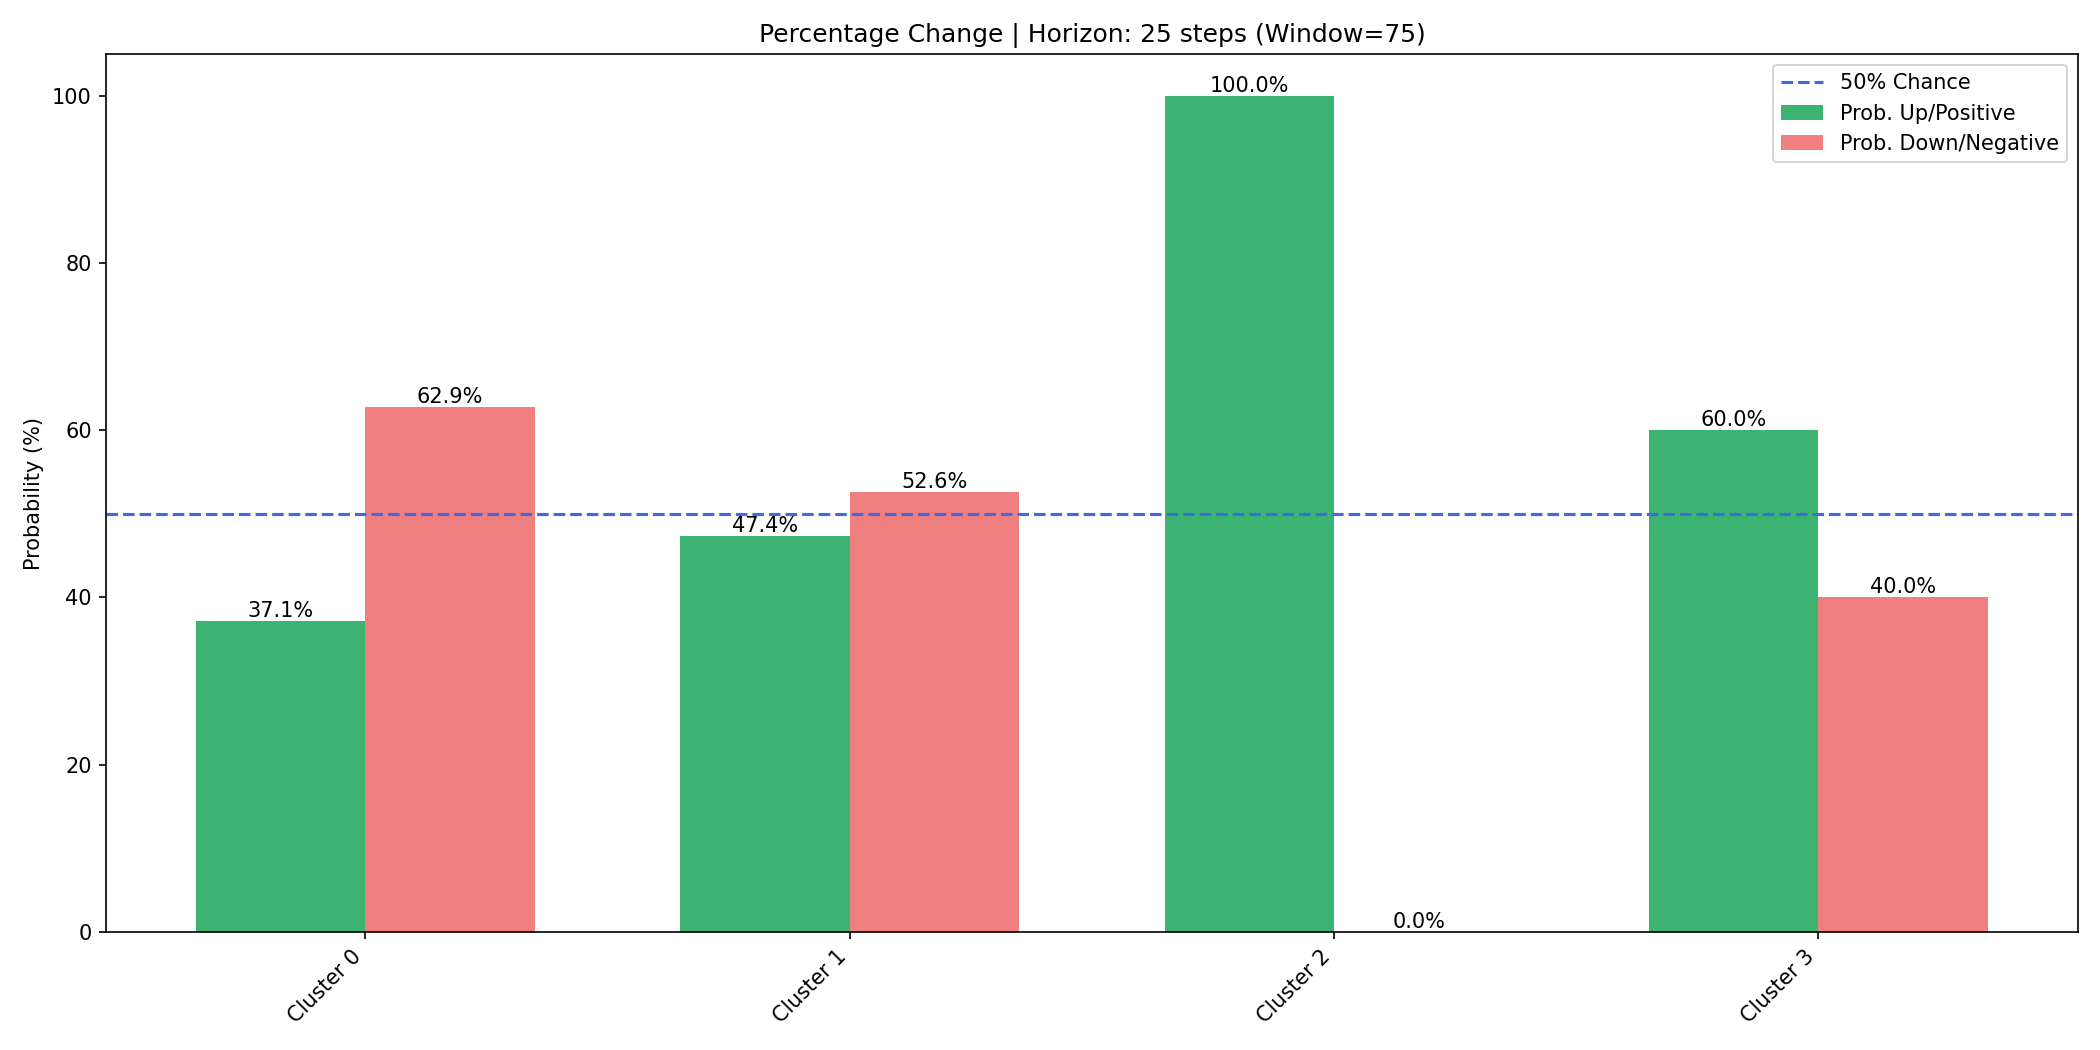 Percentage Change | Horizon: 25 steps (Window=75)
50% Chance
Prob. Up/Positive
Prob. Down/Negative
Probability (%)
100
80
60
40
20
0
37.1%
62.9%
47.4%
52.6%
100.0%
0.0%
60.0%
40.0%
Cluster 0
Cluster 1
Cluster 2
Cluster 3